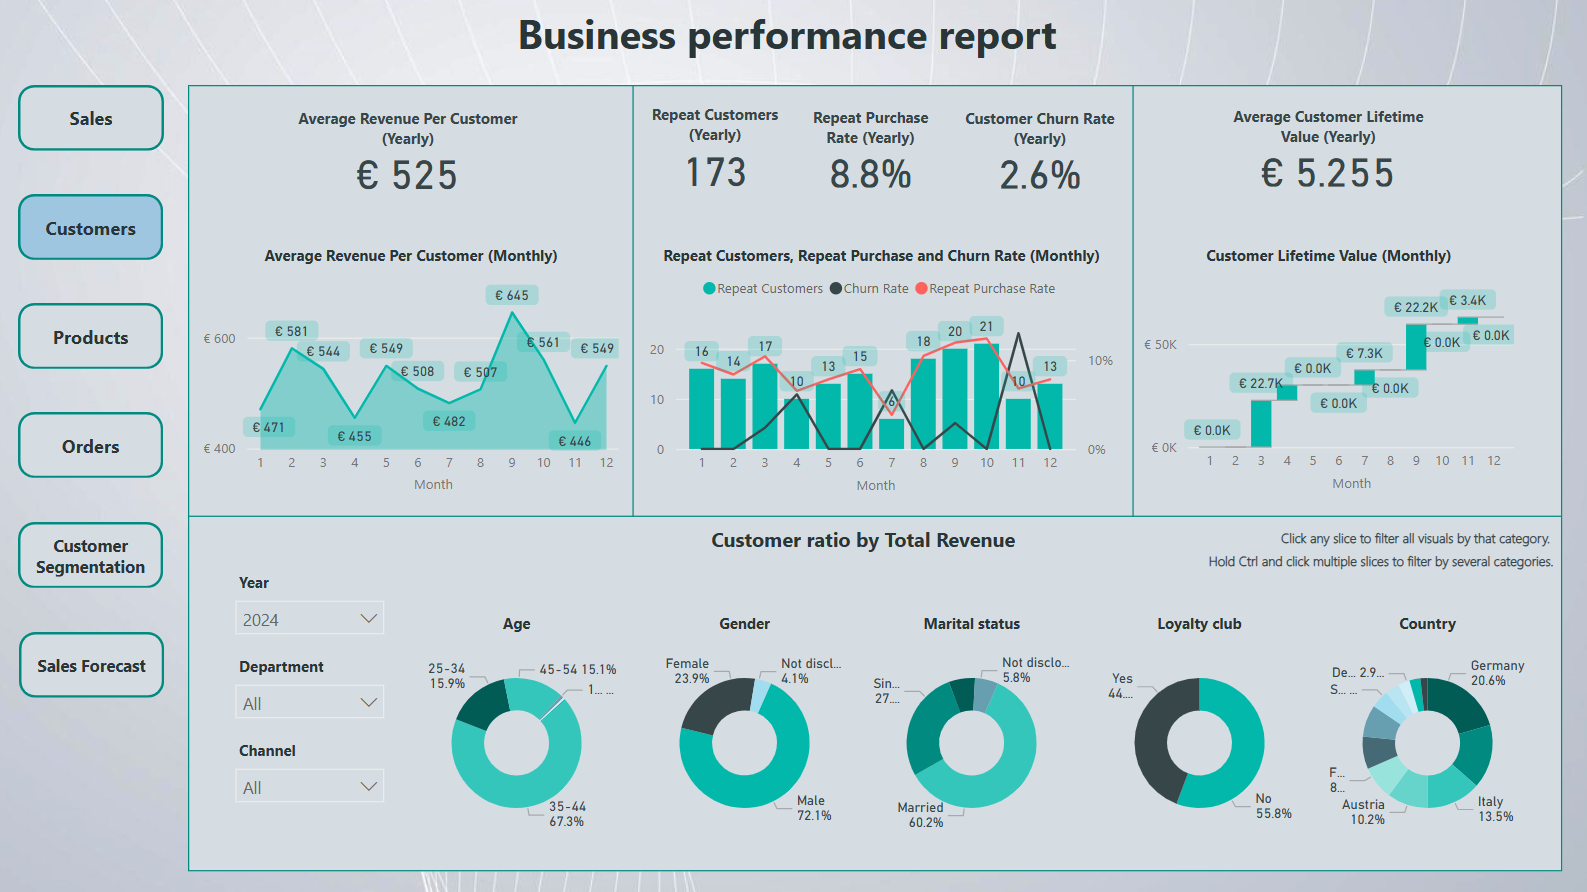 Business performance report
Sales
Customers
Products
Orders
Customer
Segmentation
Sales Forecast
Average Revenue Per Customer
(Yearly)
€ 525
Average Revenue Per Customer (Monthly)
€ 600
€ 400
€ 471
€ 581
€ 544
€ 455
€ 549
€ 508
€ 482
€ 507
€ 645
€ 561
€ 446
€ 549
1 2 3 4 5 6 7 8 9 10 11 12
Month
Repeat Customers
(Yearly)
173
Repeat Purchase
Rate (Yearly)
8.8%
Customer Churn Rate
(Yearly)
2.6%
Repeat Customers, Repeat Purchase and Churn Rate (Monthly)
Repeat Customers Churn Rate Repeat Purchase Rate
20
10
0
16
14
17
10
13
15
6
18
20
21
10
13
10%
0%
1 2 3 4 5 6 7 8 9 10 11 12
Month
Average Customer Lifetime
Value (Yearly)
€ 5.255
Customer Lifetime Value (Monthly)
€ 50K
€ 0K
€ 0.0K
€ 22.7K
€ 0.0K
€ 0.0K
€ 7.3K
€ 0.0K
€ 22.2K
€ 0.0K
€ 3.4K
€ 0.0K
1 2 3 4 5 6 7 8 9 10 11 12
Month
Customer ratio by Total Revenue
Click any slice to filter all visuals by that category.
Hold Ctrl and click multiple slices to filter by several categories.
Year
2024
Department
All
Channel
All
Age
25-34
15.9%
45-54 15.1%
1... ...
35-44
67.3%
Gender
Female
23.9%
Not discl...
4.1%
Male
72.1%
Marital status
Sin...
27....
Not disclo...
5.8%
Married
60.2%
Loyalty club
Yes
44....
No
55.8%
Country
De... 2.9...
S... ...
Germany
20.6%
F...
8...
Austria
10.2%
Italy
13.5%